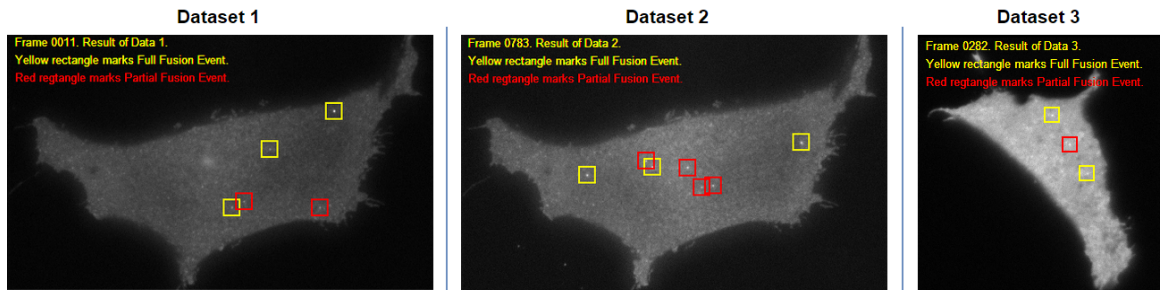 Dataset 1
Frame 0011. Result of Data 1.
Yellow rectangle marks Full Fusion Event.
Red regtangle marks Partial Fusion Event.
Dataset 2
Frame 0783. Result of Data 2.
Yellow rectangle marks Full Fusion Event.
Red regtangle marks Partial Fusion Event.
Dataset 3
Frame 0282. Result of Data 3.
Yellow rectangle marks Full Fusion Event.
Red regtangle marks Partial Fusion Event.